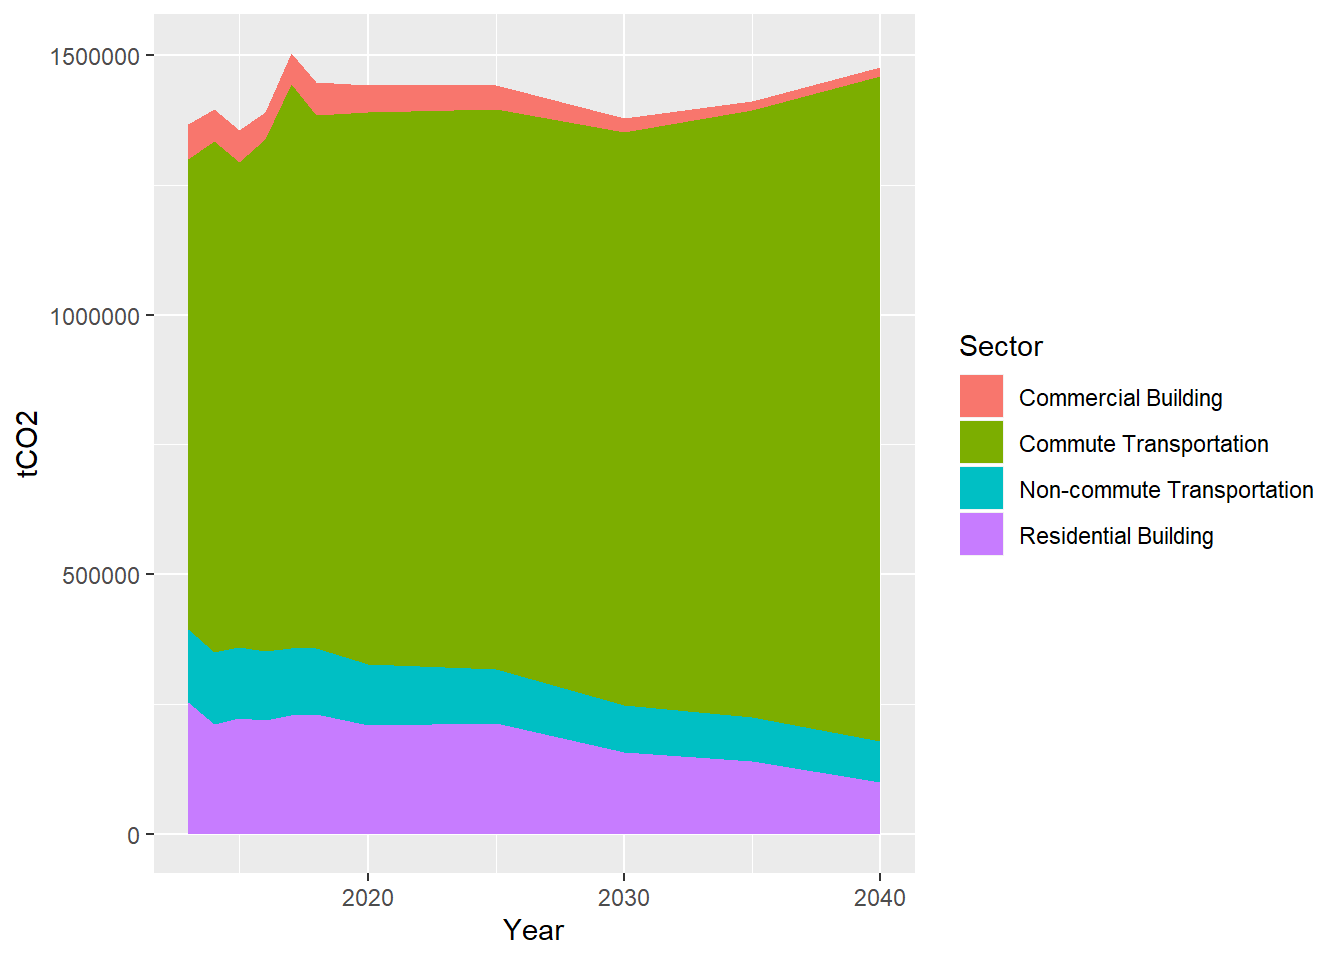 1500000
1000000
500000
0
tCO2
2020
2030
2040
Year
Sector
Commercial Building
Commute Transportation
Non-commute Transportation
Residential Building